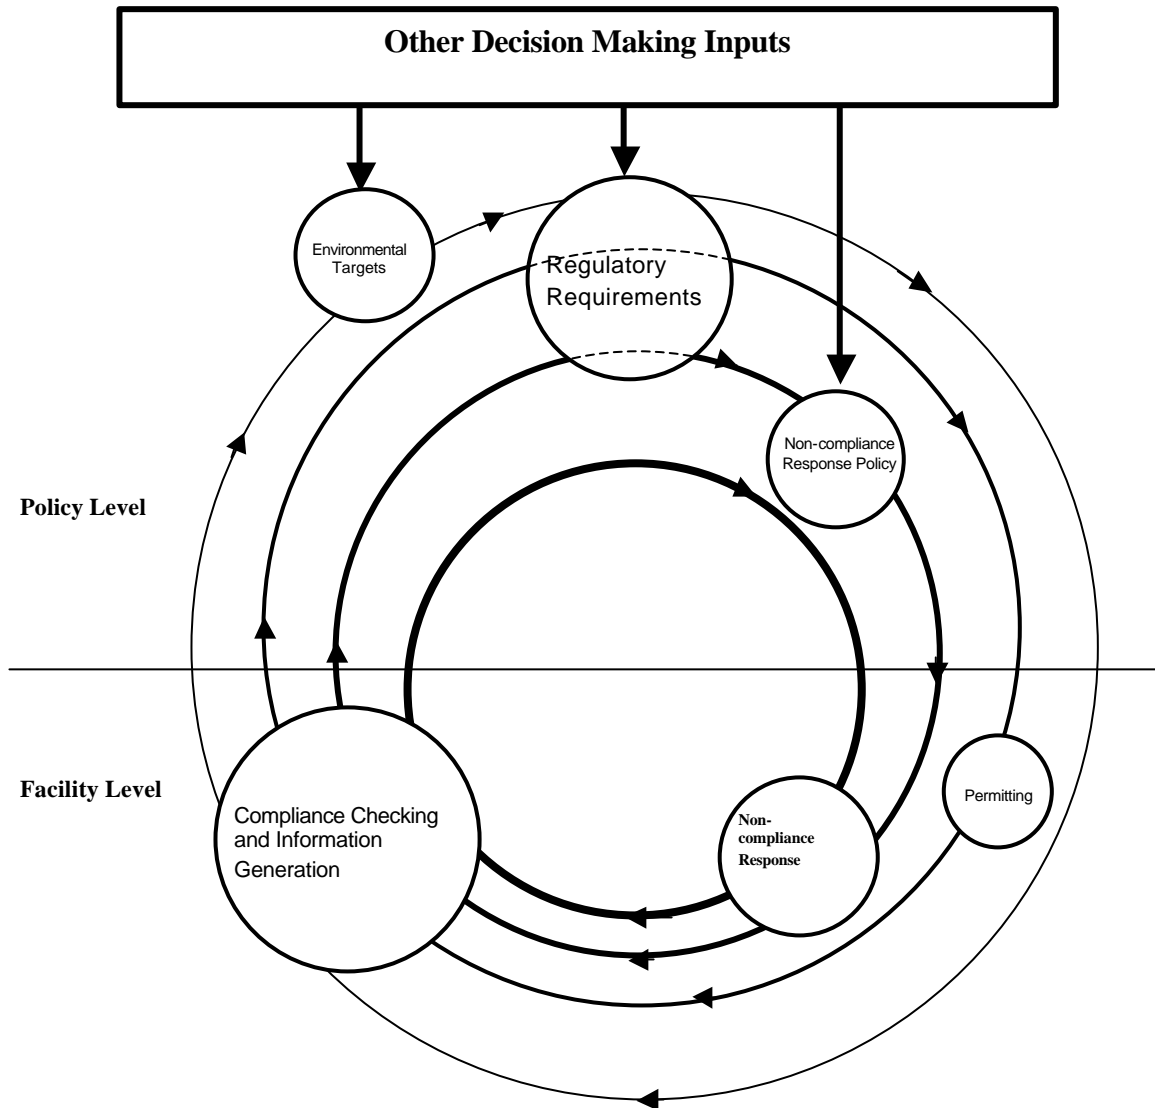 Other Decision Making Inputs
Environmental
Targets
Regulatory
Requirements
Non-compliance
Response Policy
Policy Level
Facility Level
Compliance Checking
and Information
Generation
Non-
compliance
Response
Permitting